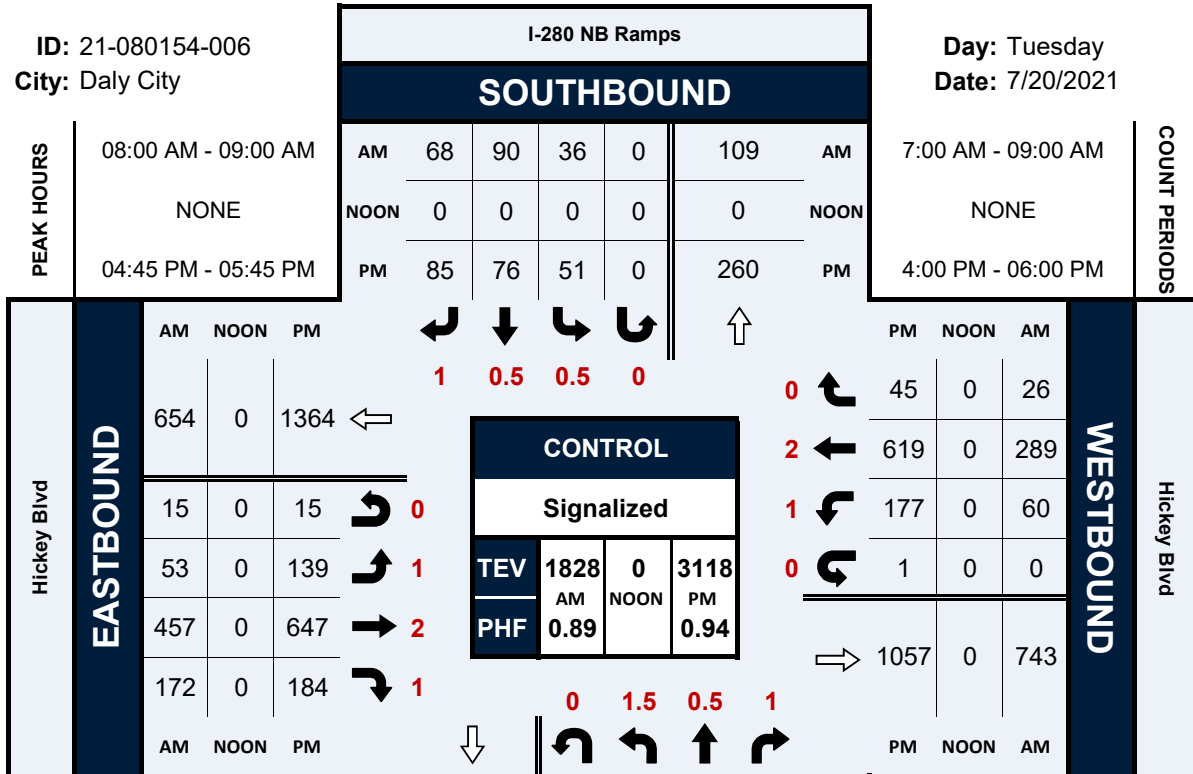 I-280 NB Ramps
ID: 21-080154-006
Day: Tuesday
City: Daly City
SOUTHBOUND
Date: 7/20/2021
PEAK HOURS
08:00 AM - 09:00 AM
AM 68 90 36 0 109 AM
7:00 AM - 09:00 AM
COUNT PERIODS
NONE
NOON 0 0 0 0 0 NOON
NONE
04:45 PM - 05:45 PM
PM 85 76 51 0 260 PM
4:00 PM - 06:00 PM
AM NOON PM
PM NOON AM
1 0.5 0.5 0
0 45 0 26
654 0 1364
2 619 0 289
CONTROL
Signalized
15 0 15 0
1 177 0 60
53 0 139 1
TEV 1828 0 3118
AM NOON PM
PHF 0.89 0.94
0 1 0 0
457 0 647 2
1057 0 743
172 0 184 1
0 1.5 0.5 1
AM NOON PM
PM NOON AM
Hickey Blvd
EASTBOUND
WESTBOUND
Hickey Blvd